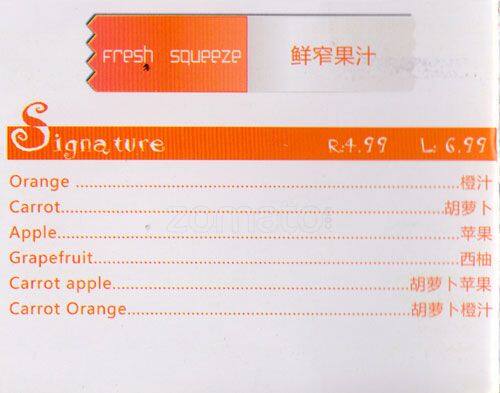 Fresh Squeeze 鲜窄果汁
Signature R:4.99 L: 6.99
Orange ........................................................................橙汁
Carrot......................................................................胡萝卜
Apple.........................................................................苹果
Grapefruit...................................................................西柚
Carrot apple.......................................................胡萝卜苹果
Carrot Orange....................................................胡萝卜橙汁
zomato